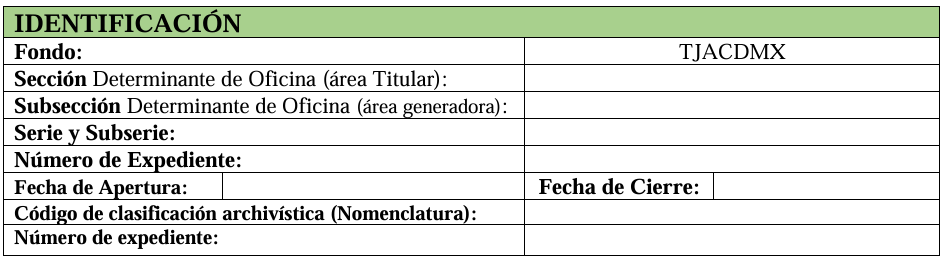 IDENTIFICACIÓN
Fondo: TJACDMX
Sección Determinante de Oficina (área Titular):
Subsección Determinante de Oficina (área generadora):
Serie y Subserie:
Número de Expediente:
Fecha de Apertura: Fecha de Cierre:
Código de clasificación archivística (Nomenclatura):
Número de expediente: